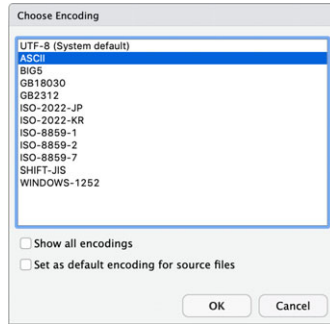 Choose Encoding
UTF-8 (System default)
ASCII
BIG5
GB18030
GB2312
ISO-2022-JP
ISO-2022-KR
ISO-8859-1
ISO-8859-2
ISO-8859-7
SHIFT-JIS
WINDOWS-1252
Show all encodings
Set as default encoding for source files
OK Cancel